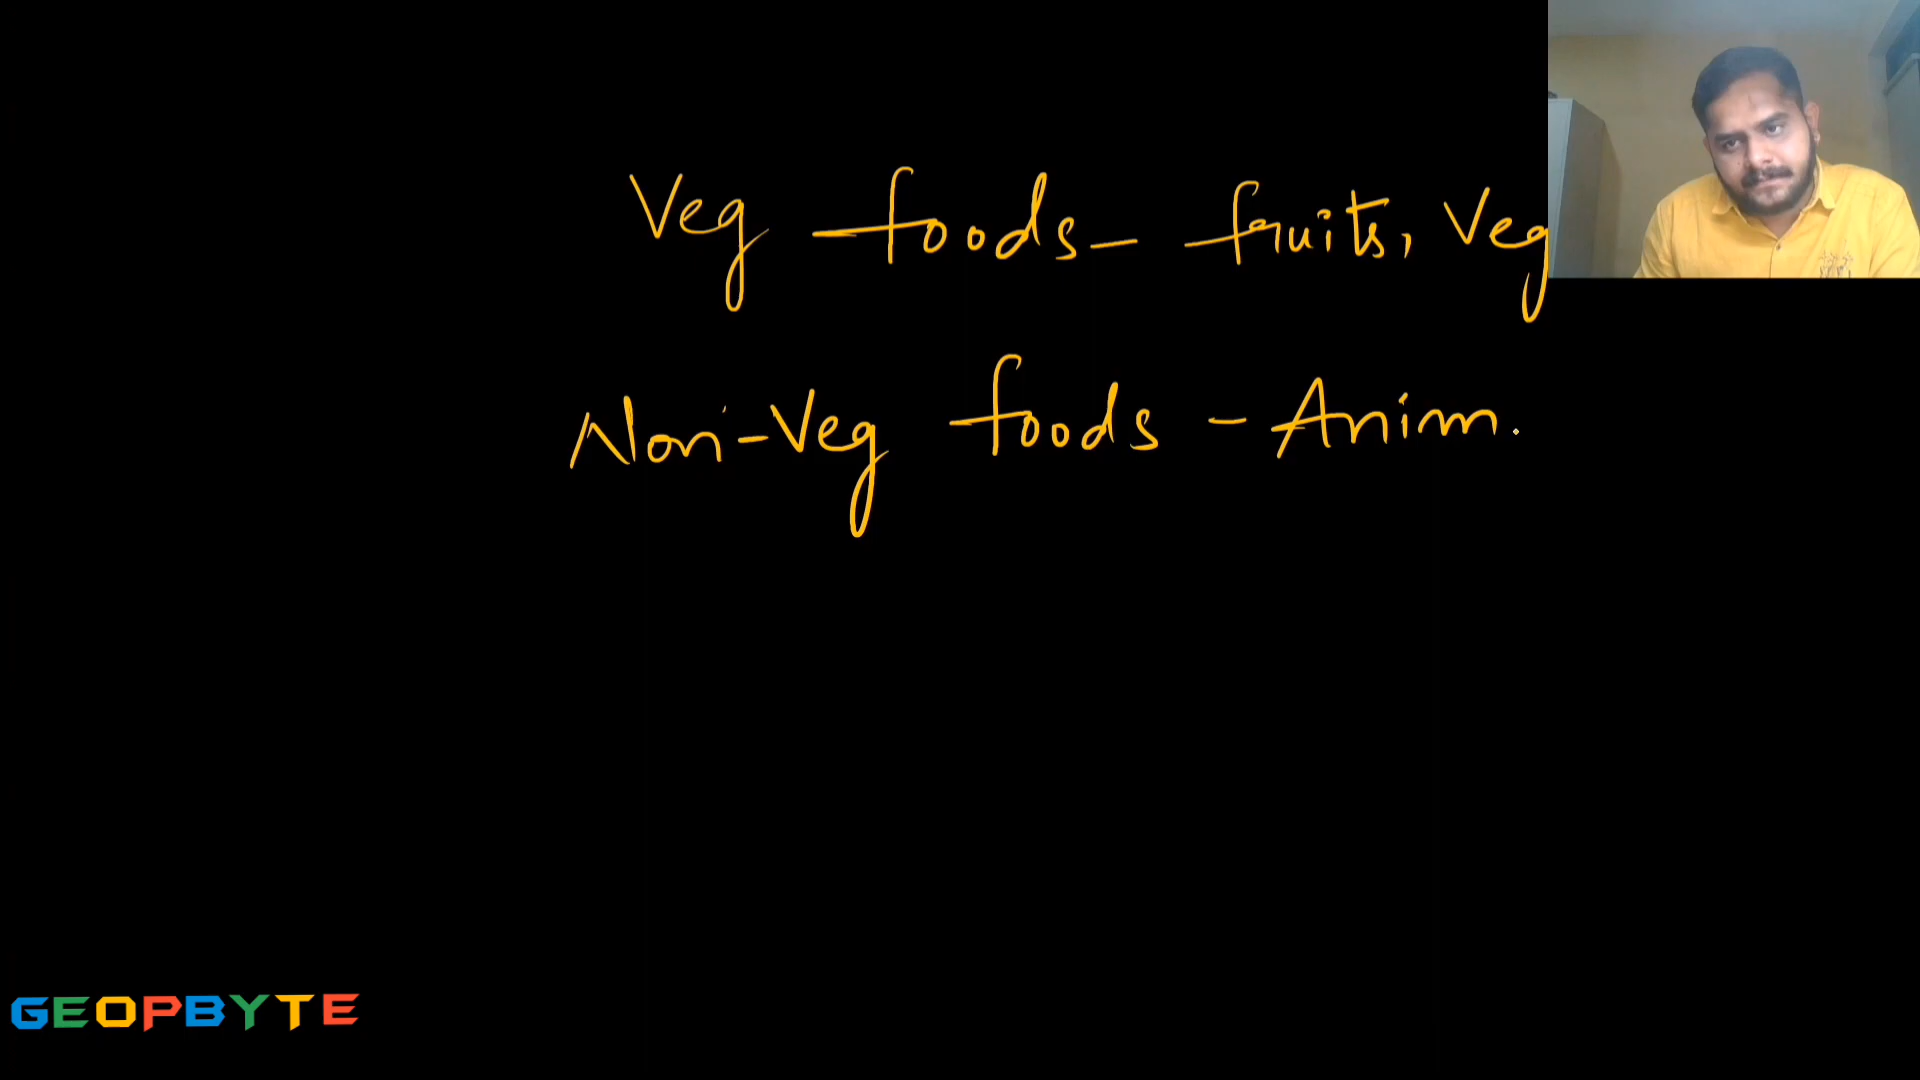 Veg foods - fruits, Veg
Non-Veg foods - Anim.
GEOPBYTE